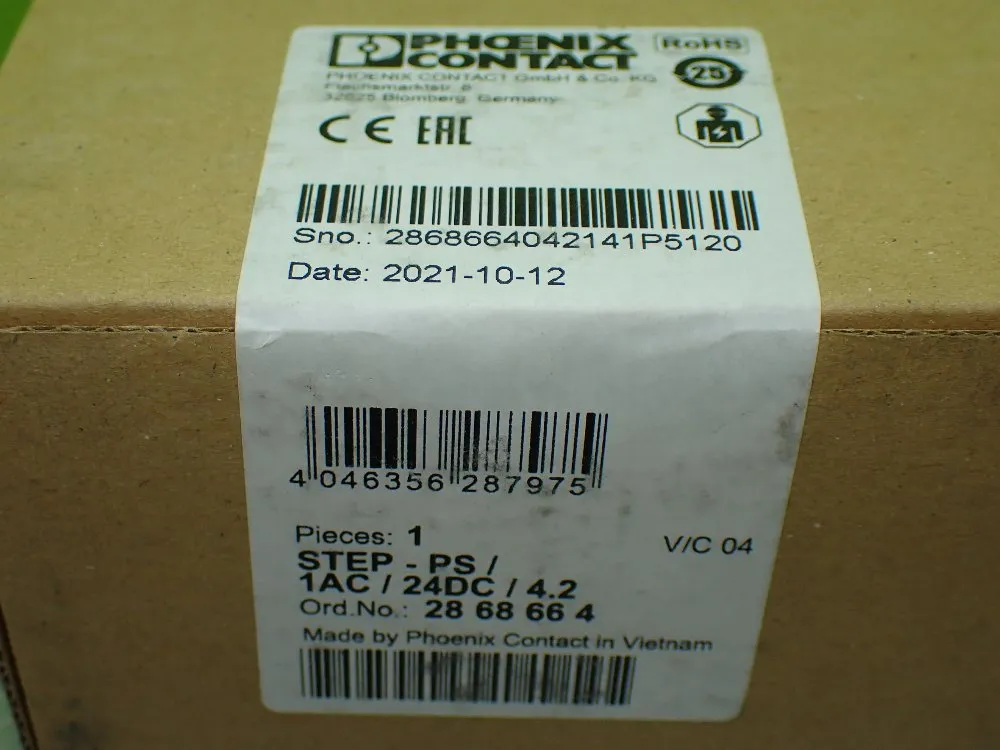 PHŒNIX
CONTACT
RoHS
25
PHOENIX CONTACT GmbH & Co. KG
Flachsmarktstr. 8
32825 Blomberg, Germany
CE EAC
Sno.: 2868664042141P5120
Date: 2021-10-12
4 046356 287975
Pieces: 1
V/C 04
STEP - PS /
1AC / 24DC / 4.2
Ord.No.: 28 68 66 4
Made by Phoenix Contact in Vietnam